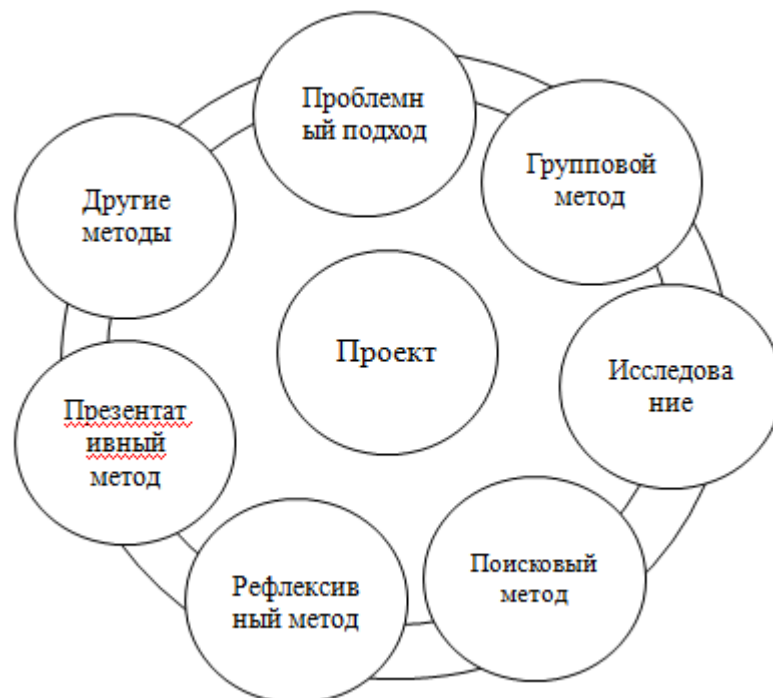 Проблемн
ый подход
Групповой
метод
Другие
методы
Проект
Исследова
ние
Презентат
ивный
метод
Поисковый
метод
Рефлексив
ный метод